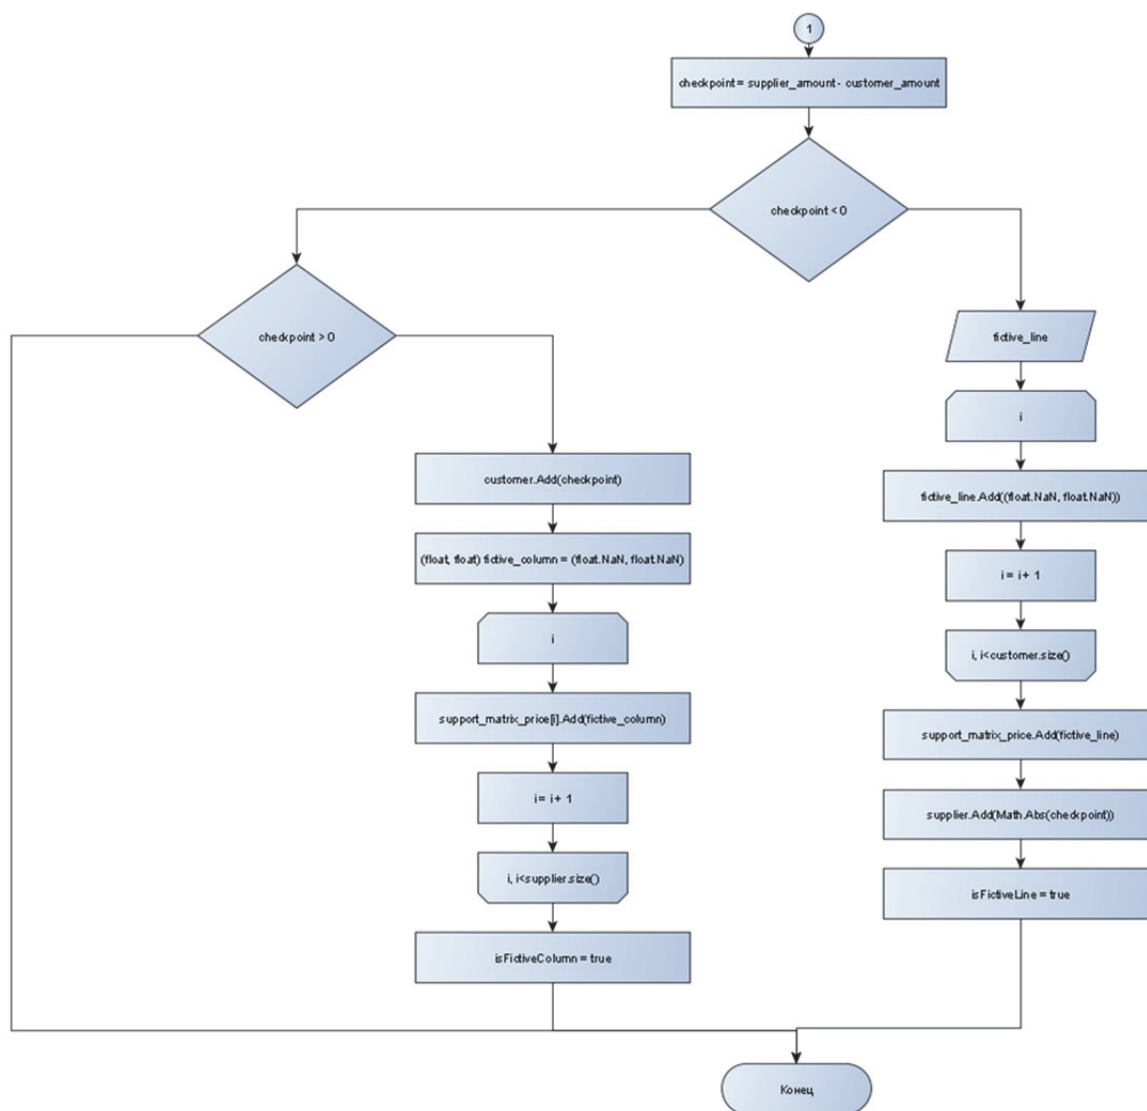 1
checkpoint = supplier_amount - customer_amount
checkpoint < 0
checkpoint > 0
customer.Add(checkpoint)
(float, float) fictive_column = (float.NaN, float.NaN)
i
support_matrix_price[i].Add(fictive_column)
i = i + 1
i, i<supplier.size()
isFictiveColumn = true
fictive_line
i
fictive_line.Add((float.NaN, float.NaN))
i = i + 1
i, i<customer.size()
support_matrix_price.Add(fictive_line)
supplier.Add(Math.Abs(checkpoint))
isFictiveLine = true
Конец